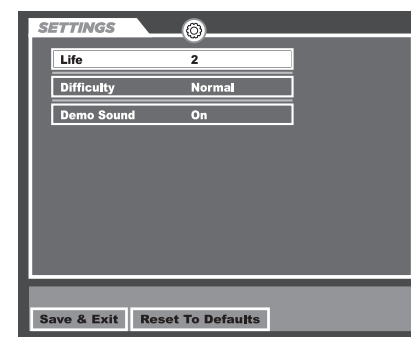 SETTINGS
Life 2
Difficulty Normal
Demo Sound On
Save & Exit Reset To Defaults